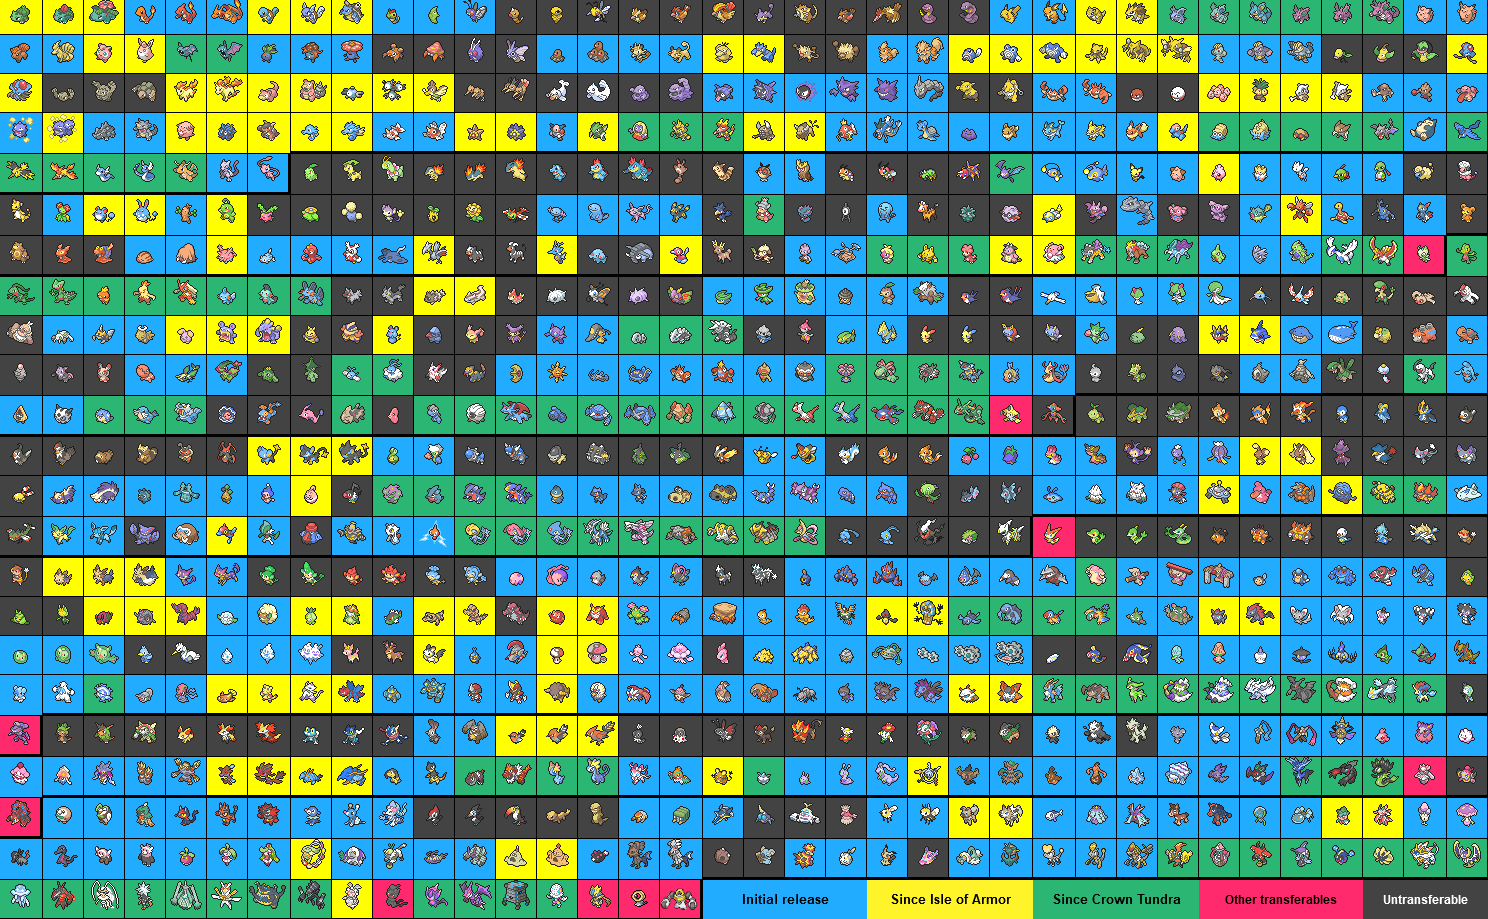 Initial release
Since Isle of Armor
Since Crown Tundra
Other transferables
Untransferable